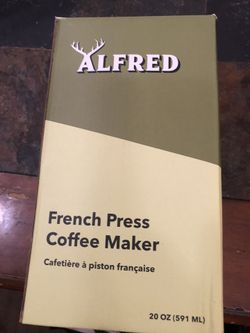 ALFRED
French Press
Coffee Maker
Cafetière à piston française
20 OZ (591 ML)